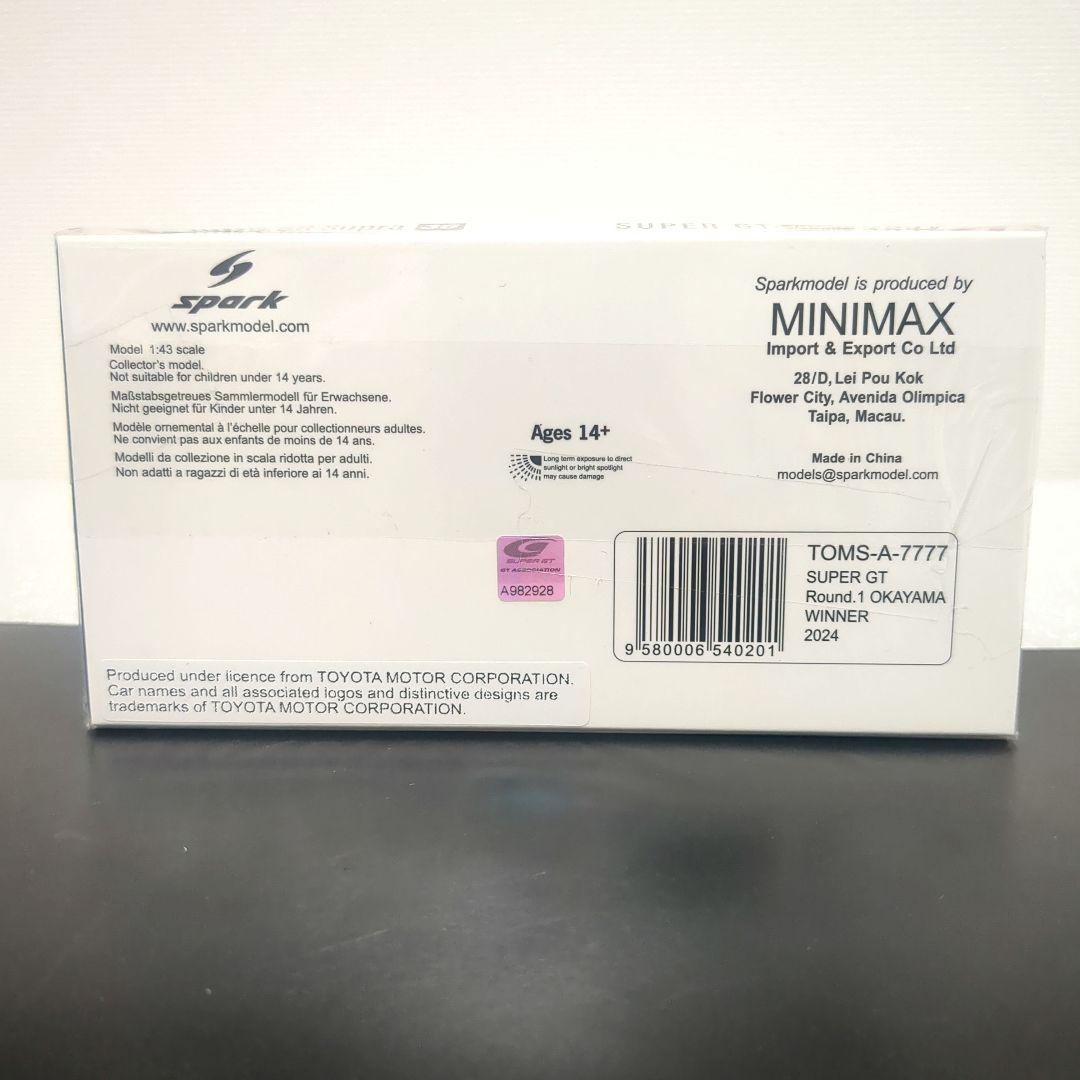 Supra
SUPER GT
spark
www.sparkmodel.com
Model 1:43 scale
Collector's model.
Not suitable for children under 14 years.
Maßstabsgetreues Sammlermodell für Erwachsene.
Nicht geeignet für Kinder unter 14 Jahren.
Modèle ornemental à l'échelle pour collectionneurs adultes.
Ne convient pas aux enfants de moins de 14 ans.
Modelli da collezione in scala ridotta per adulti.
Non adatti a ragazzi di età inferiore ai 14 anni.
Ages 14+
Long term exposure to direct
sunlight or bright spotlight
may cause damage
Sparkmodel is produced by
MINIMAX
Import & Export Co Ltd
28/D, Lei Pou Kok
Flower City, Avenida Olimpica
Taipa, Macau.
Made in China
models@sparkmodel.com
SUPER GT
GT ASSOCIATION
A982928
9 580006 540201
TOMS-A-7777
SUPER GT
Round.1 OKAYAMA
WINNER
2024
Produced under licence from TOYOTA MOTOR CORPORATION.
Car names and all associated logos and distinctive designs are
trademarks of TOYOTA MOTOR CORPORATION.